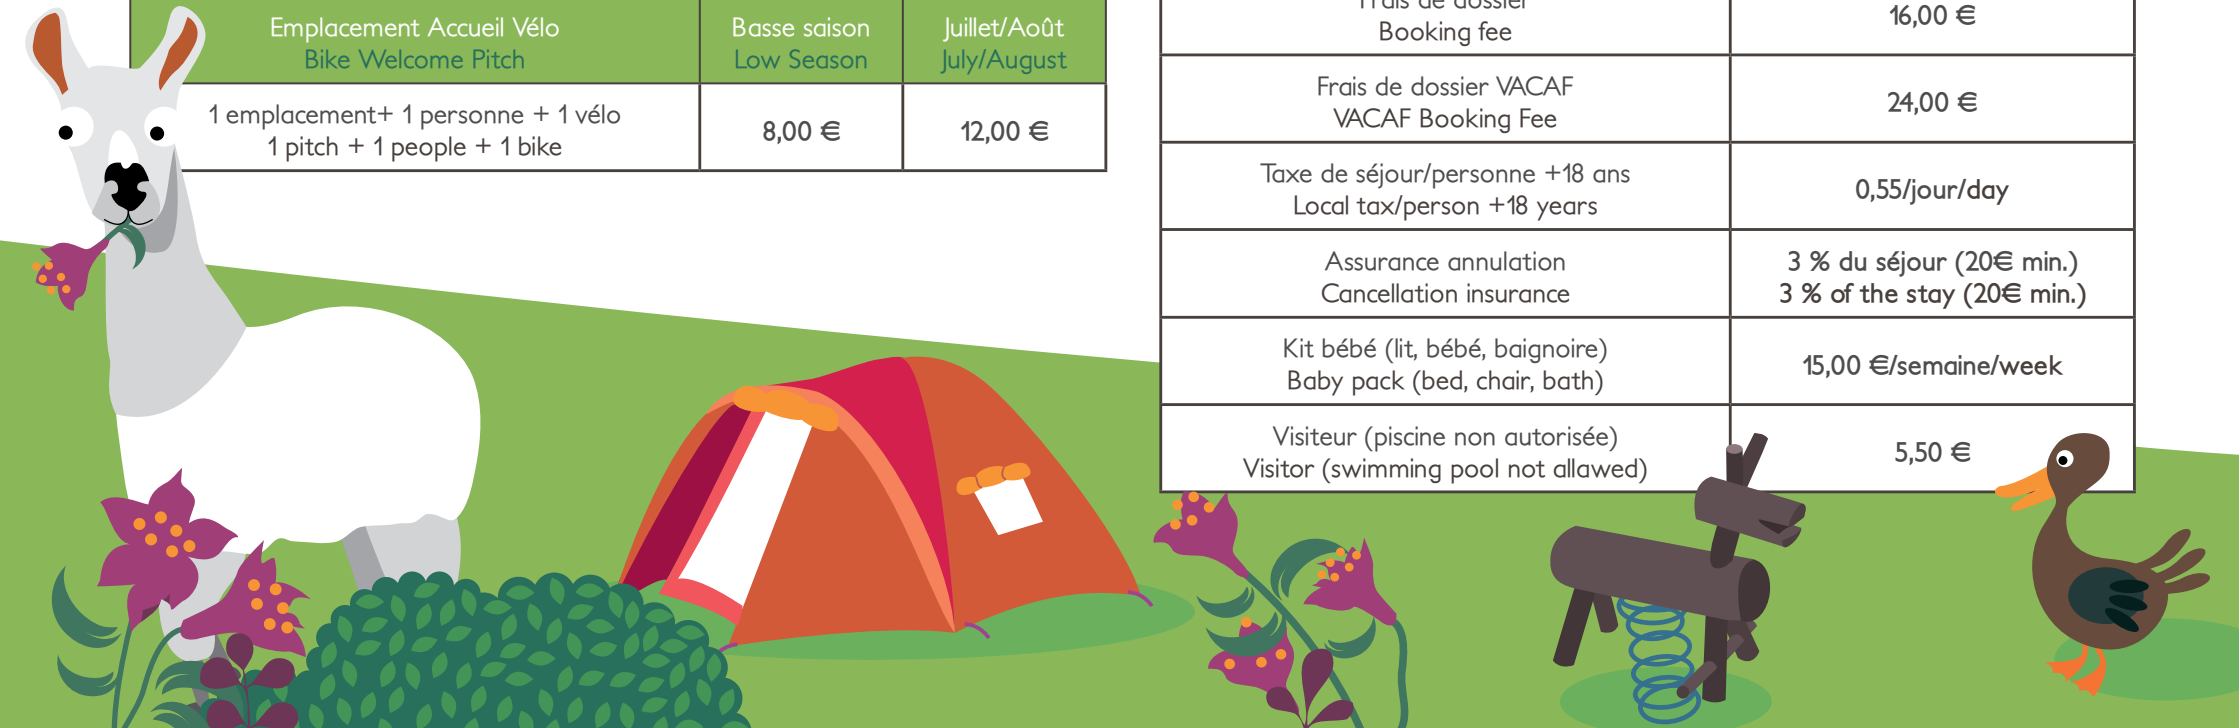 Emplacement Accueil Vélo
Bike Welcome Pitch
Basse saison
Low Season
Juillet/Août
July/August
1 emplacement+ 1 personne + 1 vélo
1 pitch + 1 people + 1 bike
8,00 €
12,00 €
Frais de dossier
Booking fee
16,00 €
Frais de dossier VACAF
VACAF Booking Fee
24,00 €
Taxe de séjour/personne +18 ans
Local tax/person +18 years
0,55/jour/day
Assurance annulation
Cancellation insurance
3 % du séjour (20€ min.)
3 % of the stay (20€ min.)
Kit bébé (lit, bébé, baignoire)
Baby pack (bed, chair, bath)
15,00 €/semaine/week
Visiteur (piscine non autorisée)
Visitor (swimming pool not allawed)
5,50 €